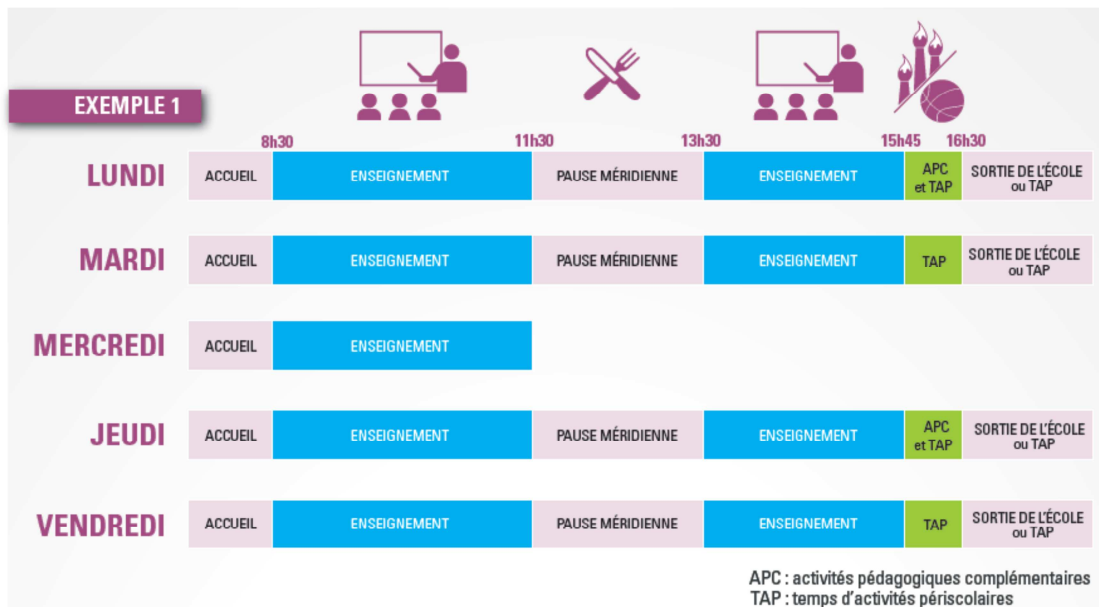 EXEMPLE 1
8h30 11h30 13h30 15h45 16h30
LUNDI ACCUEIL ENSEIGNEMENT PAUSE MÉRIDIENNE ENSEIGNEMENT APC et TAP SORTIE DE L'ÉCOLE ou TAP
MARDI ACCUEIL ENSEIGNEMENT PAUSE MÉRIDIENNE ENSEIGNEMENT TAP SORTIE DE L'ÉCOLE ou TAP
MERCREDI ACCUEIL ENSEIGNEMENT
JEUDI ACCUEIL ENSEIGNEMENT PAUSE MÉRIDIENNE ENSEIGNEMENT APC et TAP SORTIE DE L'ÉCOLE ou TAP
VENDREDI ACCUEIL ENSEIGNEMENT PAUSE MÉRIDIENNE ENSEIGNEMENT TAP SORTIE DE L'ÉCOLE ou TAP
APC : activités pédagogiques complémentaires
TAP : temps d'activités périscolaires